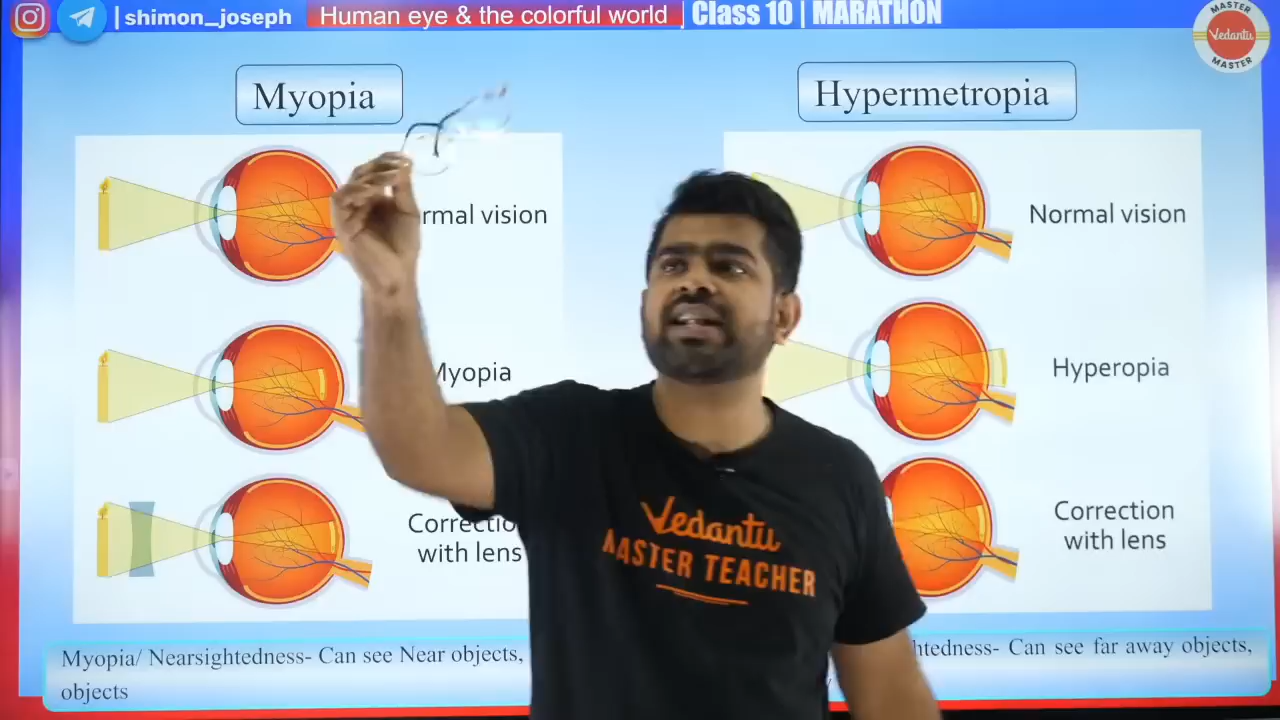 | shimon_joseph
Human eye & the colorful world | Class 10 | MARATHON
MASTER
Vedantu
MASTER
Myopia
Hypermetropia
rmal vision
Normal vision
Myopia
Hyperopia
Correctio
with lens
Correction
with lens
Vedantu
MASTER TEACHER
Myopia/ Nearsightedness- Can see Near objects,
objects
htedness- Can see far away objects,